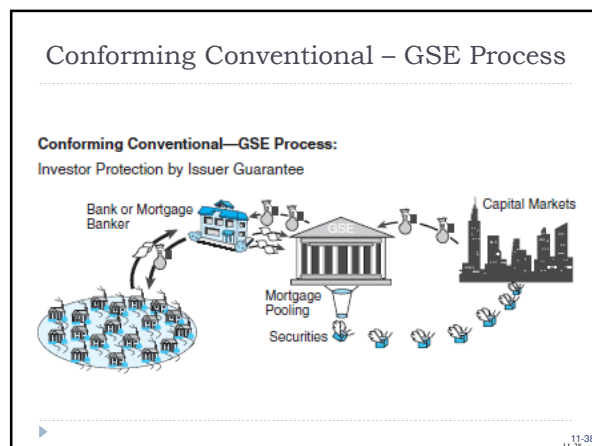 Conforming Conventional – GSE Process
Conforming Conventional—GSE Process:
Investor Protection by Issuer Guarantee
Bank or Mortgage
Banker
Capital Markets
GSE
Mortgage
Pooling
Securities
11-38